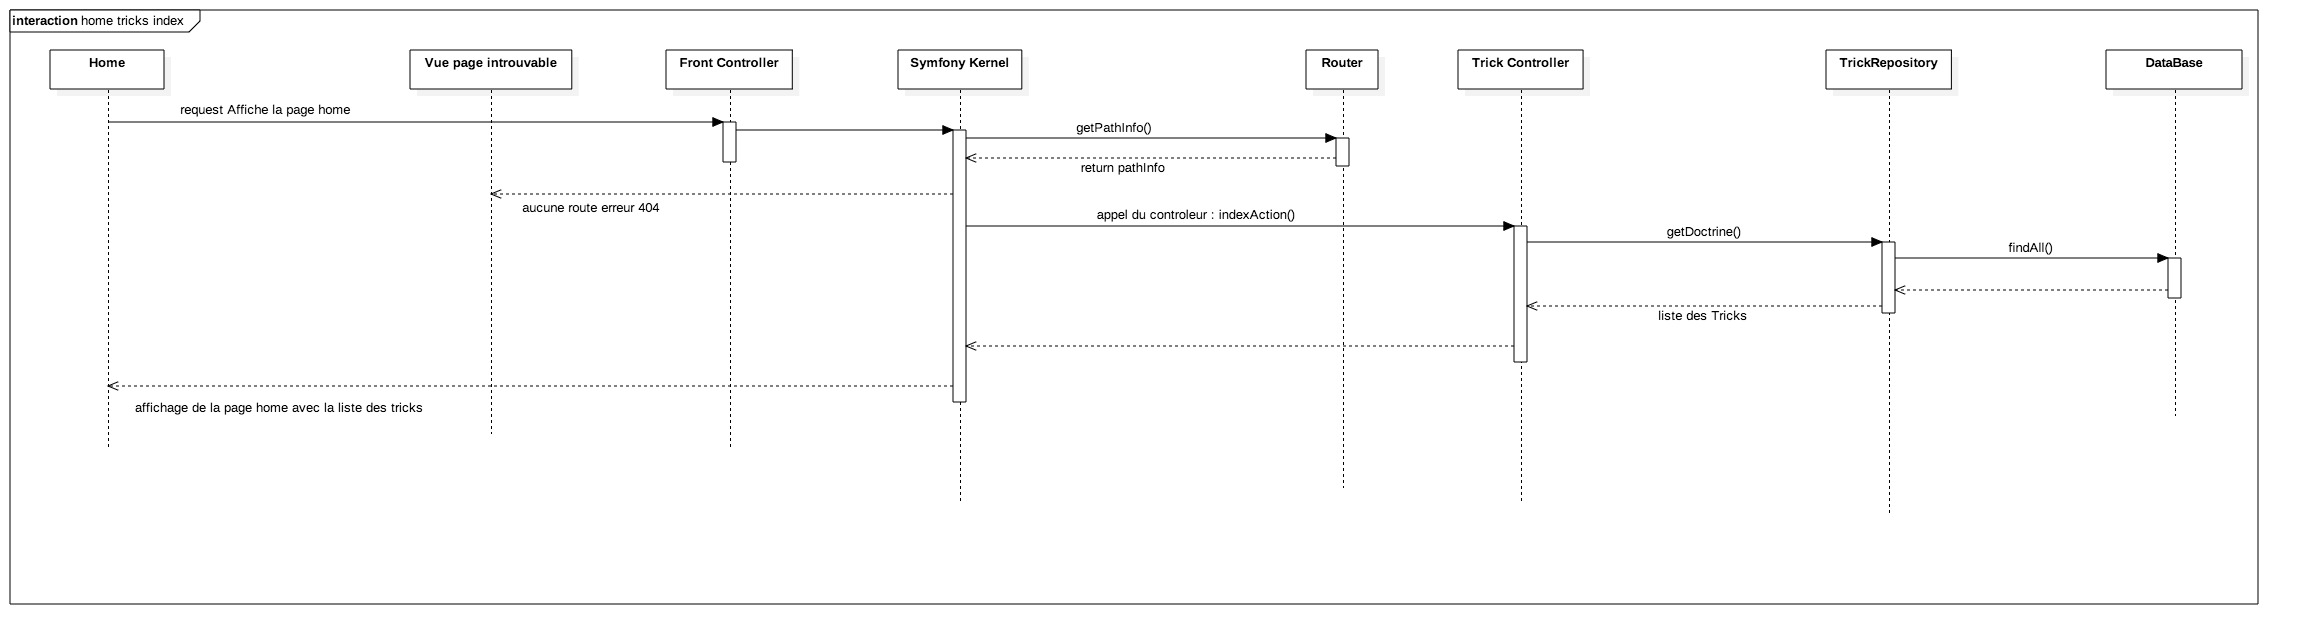 interaction home tricks index
Home
Vue page introuvable
Front Controller
Symfony Kernel
Router
Trick Controller
TrickRepository
DataBase
request Affiche la page home
getPathInfo()
return pathInfo
aucune route erreur 404
appel du controleur : indexAction()
getDoctrine()
findAll()
liste des Tricks
affichage de la page home avec la liste des tricks